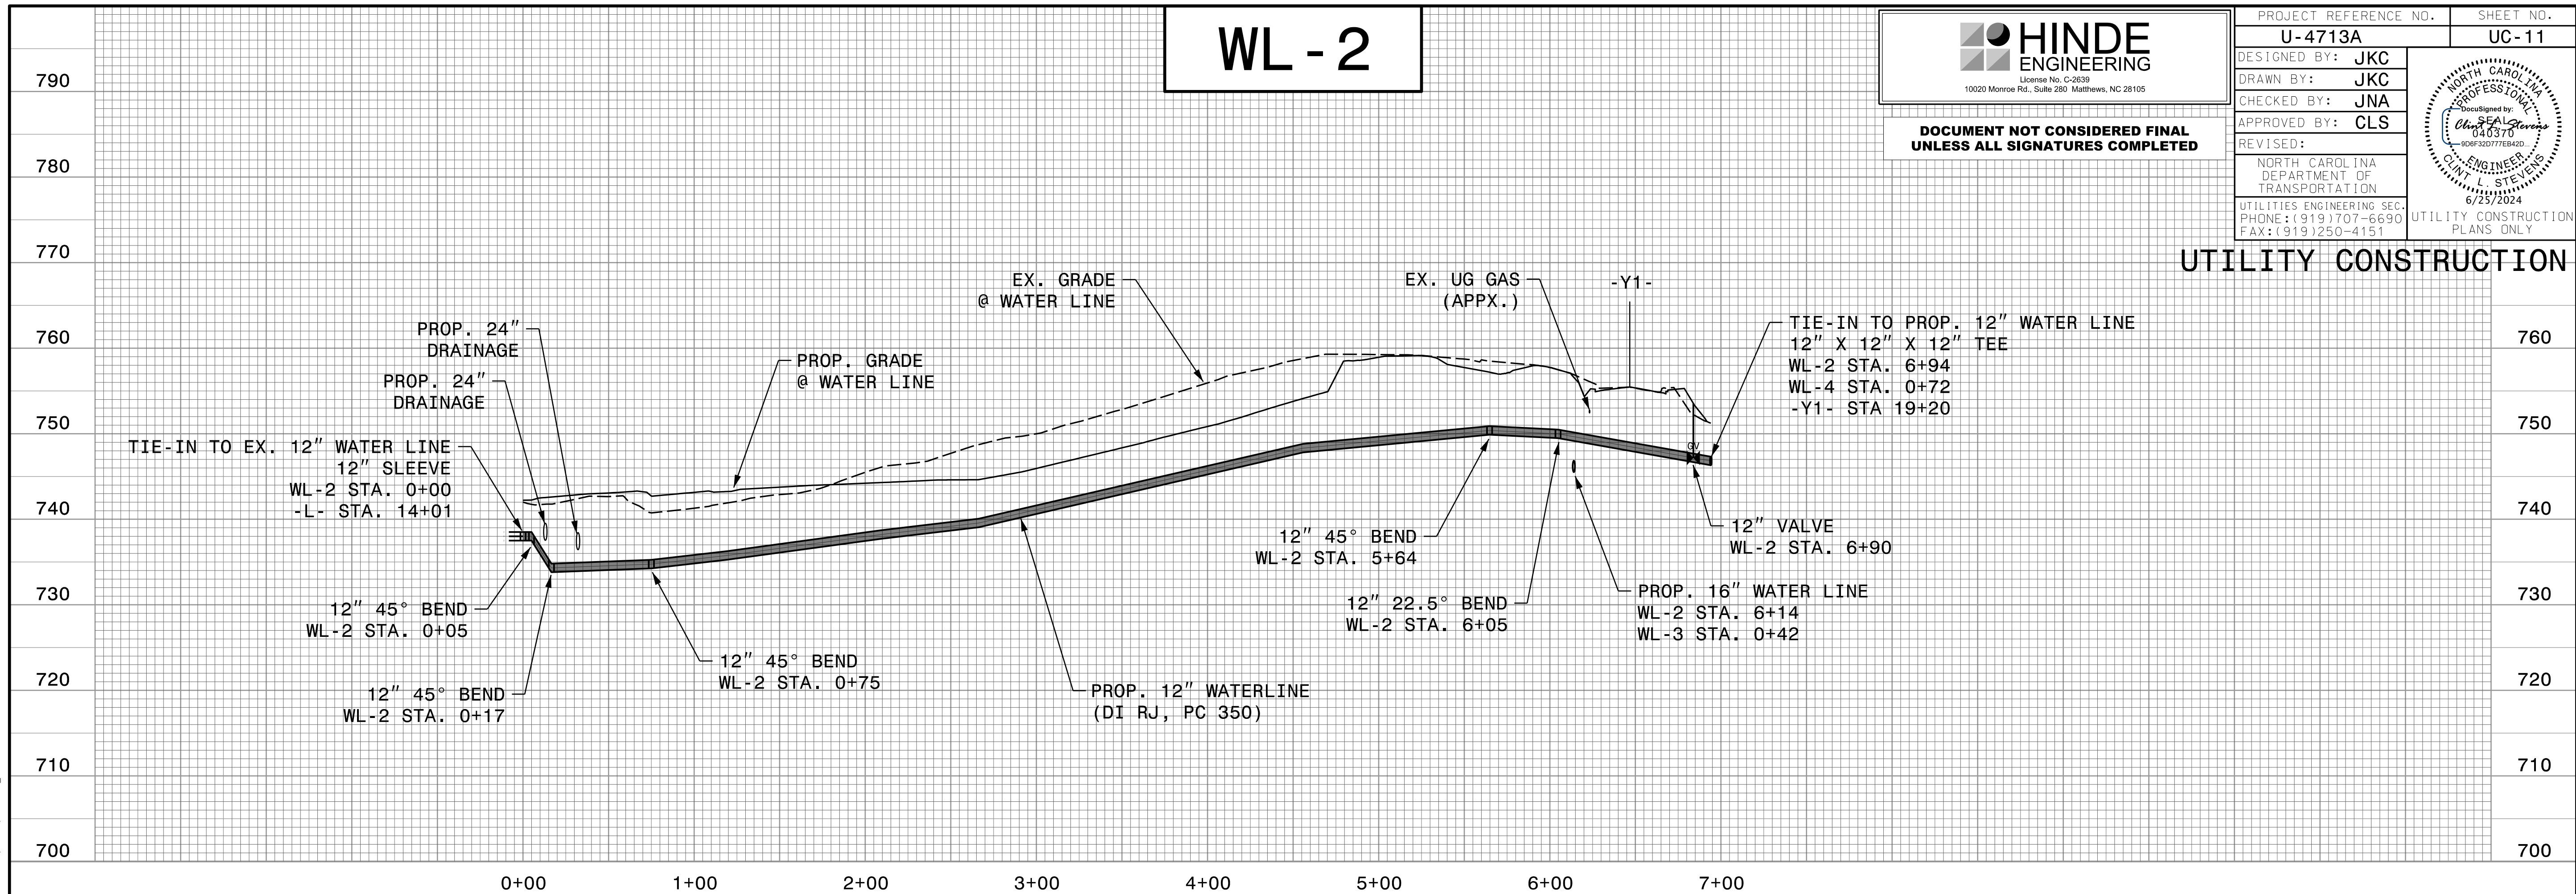 WL-2
HINDE
ENGINEERING
License No. C-2639
10020 Monroe Rd., Suite 280 Matthews, NC 28105
DOCUMENT NOT CONSIDERED FINAL
UNLESS ALL SIGNATURES COMPLETED
PROJECT REFERENCE NO.
SHEET NO.
U-4713A
UC-11
DESIGNED BY: JKC
DRAWN BY: JKC
CHECKED BY: JNA
APPROVED BY: CLS
REVISED:
NORTH CAROLINA
DEPARTMENT OF
TRANSPORTATION
UTILITIES ENGINEERING SEC.
PHONE:(919)707-6690
FAX:(919)250-4151
NORTH CAROLINA
PROFESSIONAL
DocuSigned by:
SEAL
Clint L. Stevens
040370
9D6F32D777EB42D...
ENGINEER
CLINT L. STEVENS
6/25/2024
UTILITY CONSTRUCTION
PLANS ONLY
UTILITY CONSTRUCTION
790
780
770
760
750
740
730
720
710
700
EX. GRADE
@ WATER LINE
EX. UG GAS
(APPX.)
-Y1-
PROP. 24"
DRAINAGE
PROP. 24"
DRAINAGE
PROP. GRADE
@ WATER LINE
TIE-IN TO PROP. 12" WATER LINE
12" X 12" X 12" TEE
WL-2 STA. 6+94
WL-4 STA. 0+72
-Y1- STA 19+20
TIE-IN TO EX. 12" WATER LINE
12" SLEEVE
WL-2 STA. 0+00
-L- STA. 14+01
GV
12" 45° BEND
WL-2 STA. 5+64
12" VALVE
WL-2 STA. 6+90
12" 45° BEND
WL-2 STA. 0+05
12" 22.5° BEND
WL-2 STA. 6+05
PROP. 16" WATER LINE
WL-2 STA. 6+14
WL-3 STA. 0+42
12" 45° BEND
WL-2 STA. 0+75
12" 45° BEND
WL-2 STA. 0+17
PROP. 12" WATERLINE
(DI RJ, PC 350)
760
750
740
730
720
710
700
0+00
1+00
2+00
3+00
4+00
5+00
6+00
7+00